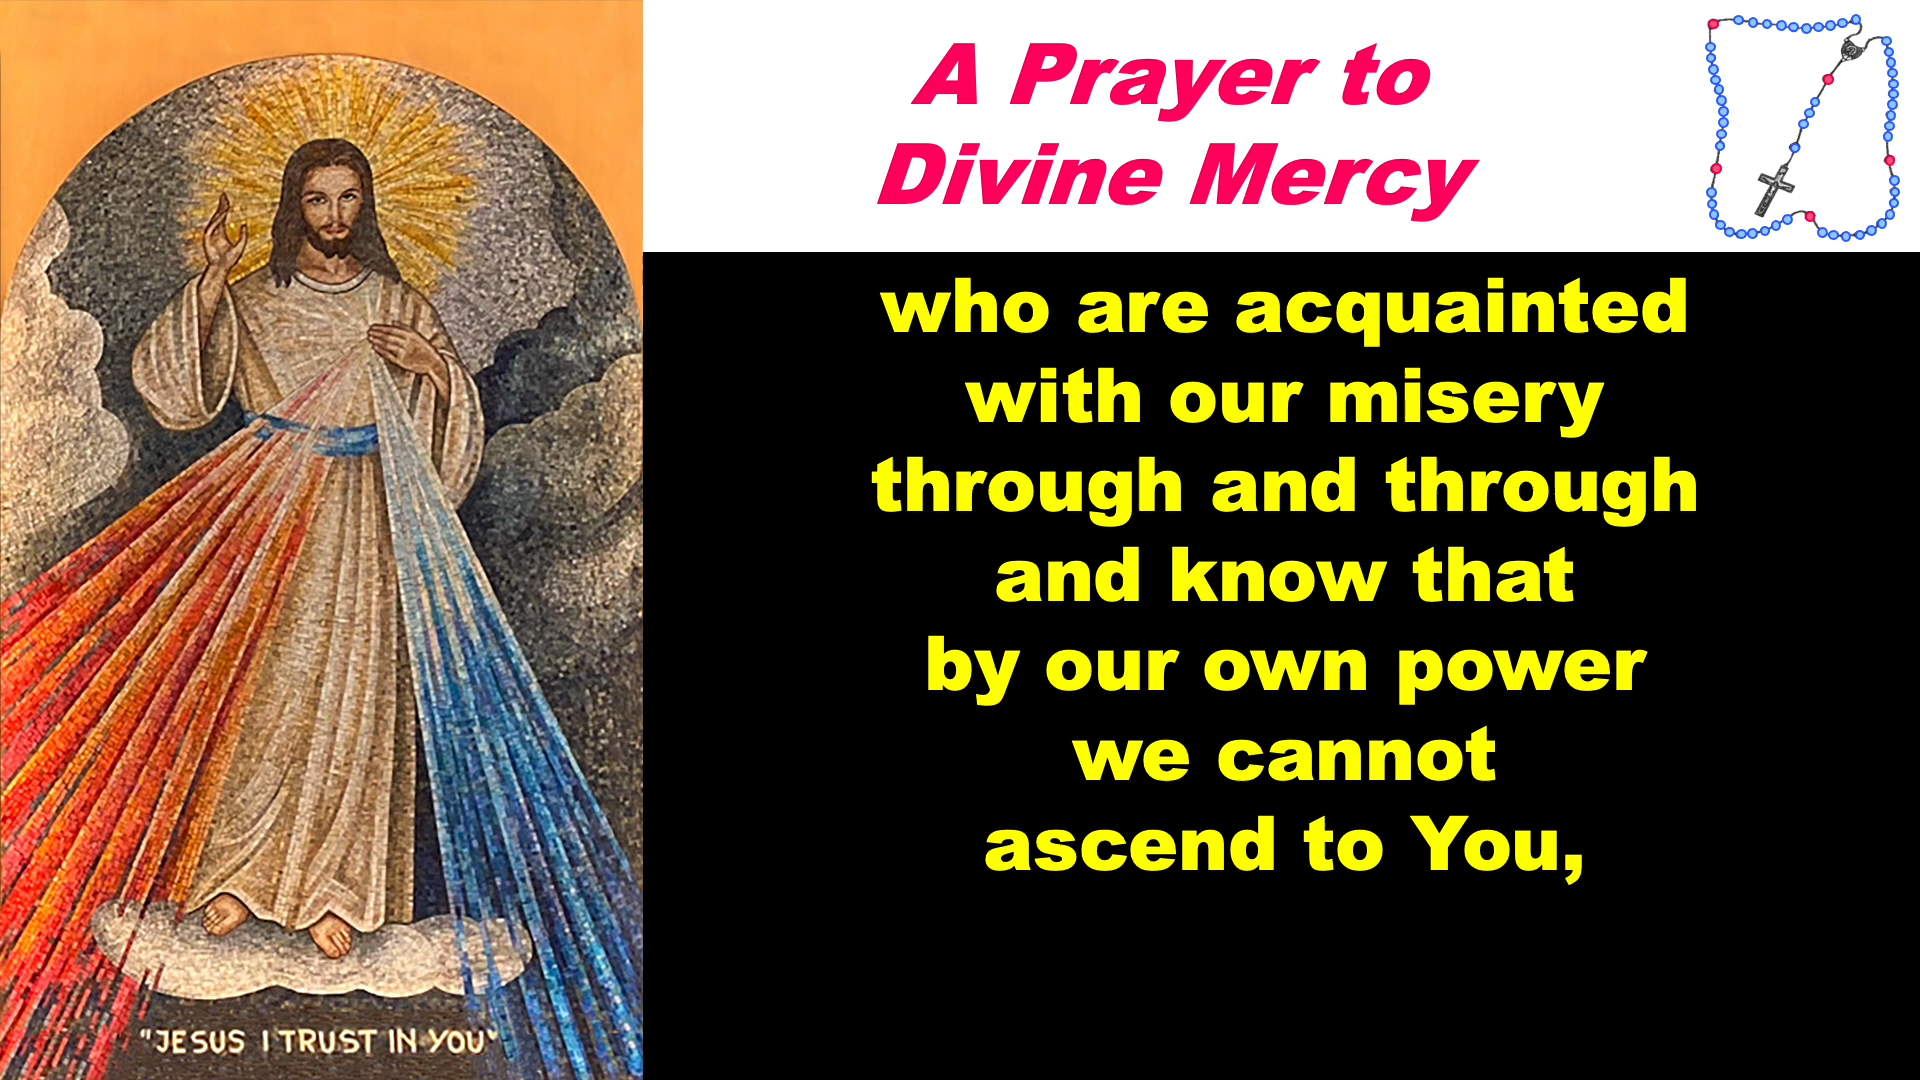 A Prayer to
Divine Mercy
who are acquainted
with our misery
through and through
and know that
by our own power
we cannot
ascend to You,
"JESUS I TRUST IN YOU"